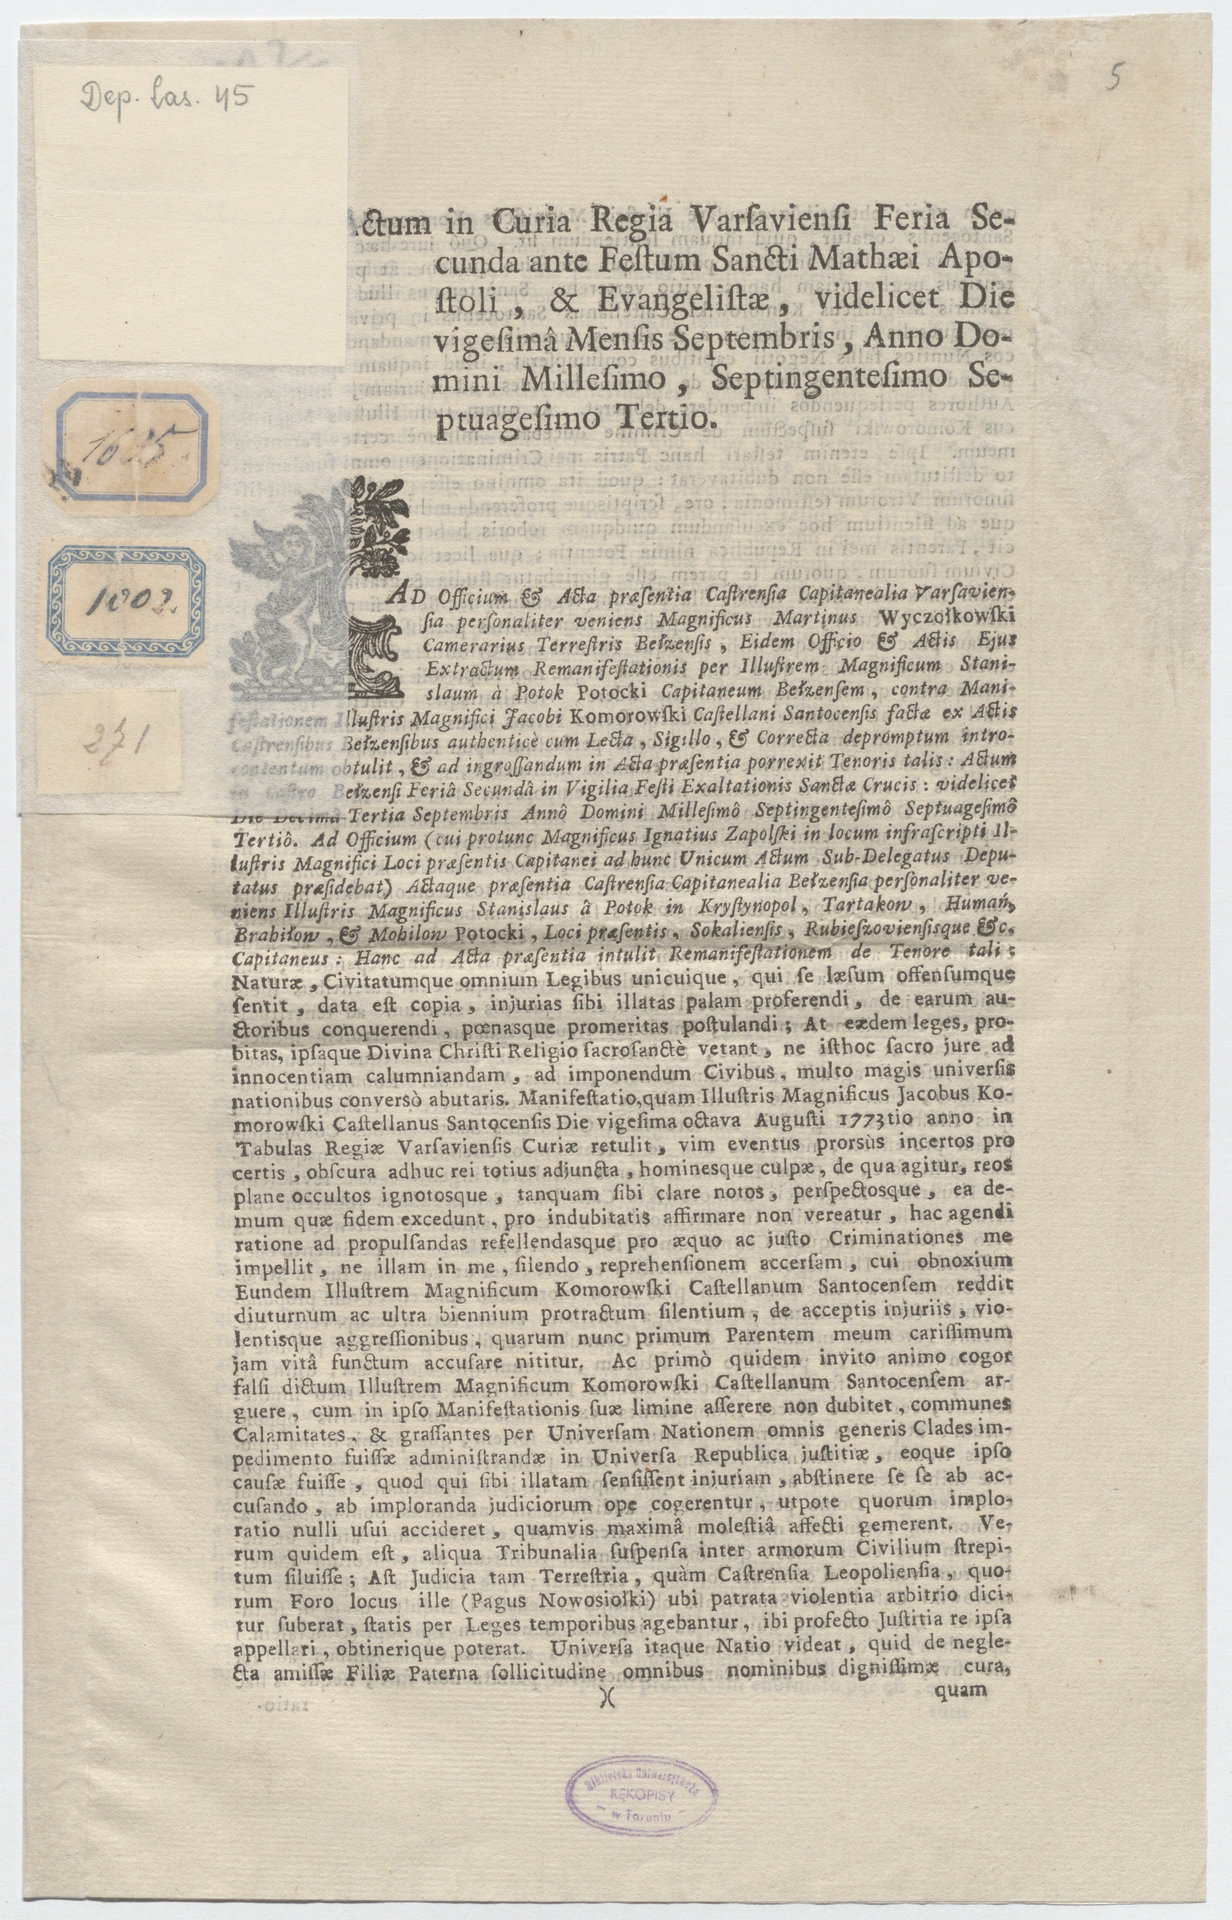 5
Dep. Las. 45
Actum in Curia Regia Varſavienſi Feria Se-
cunda ante Feſtum Sancti Mathæi Apo-
ſtoli, & Evangeliſtæ, videlicet Die
vigeſimâ Menſis Septembris, Anno Do-
mini Milleſimo, Septingenteſimo Se-
ptuageſimo Tertio.
1605.
1002.
271
AD Officium & Acta præſentia Caſtrenſia Capitanealia Varſavien-
ſia perſonaliter veniens Magnificus Martinus Wyczołkowski
Camerarius Terreſtris Bełzenſis, Eidem Officio & Actis Ejus
Extractum Remanifeſtationis per Illuſtrem Magnificum Stani-
slaum à Potok Potocki Capitaneum Bełzenſem, contra Mani-
feſtationem Illuſtris Magnifici Jacobi Komorowſki Caſtellani Santocenſis factæ ex Actis
Caſtrenſibus Bełzenſibus authenticè cum Lecta, Sigillo, & Correcta depromptum intro-
contentum obtulit, & ad ingroſſandum in Acta præſentia porrexit Tenoris talis: Actum
in Caſtro Bełzenſi Feriâ Secundâ in Vigilia Feſti Exaltationis Sanctæ Crucis: videlicet
Die Decimâ Tertia Septembris Annô Domini Milleſimô Septingenteſimô Septuageſimô
Tertiô. Ad Officium (cui protunc Magnificus Ignatius Zapolſki in locum infraſcripti Il-
luſtris Magnifici Loci præſentis Capitanei ad hunc Unicum Actum Sub-Delegatus Depu-
tatus præſidebat) Actaque præſentia Caſtrenſia Capitanealia Bełzenſia perſonaliter ve-
niens Illuſtris Magnificus Stanislaus â Potok in Kryſtynopol, Tartakow, Humań,
Brahiłow, & Mohilow Potocki, Loci præſentis, Sokalienſis, Rubieszovienſisque &c.
Capitaneus: Hanc ad Acta præſentia intulit Remanifeſtationem de Tenore tali:
Naturæ, Civitatumque omnium Legibus unicuique, qui ſe læſum offenſumque
ſentit, data eſt copia, injurias ſibi illatas palam proferendi, de earum au-
ctoribus conquerendi, pœnasque promeritas poſtulandi; At eædem leges, pro-
bitas, ipſaque Divina Chriſti Religio ſacroſanctè vetant, ne iſthoc ſacro jure ad
innocentiam calumniandam, ad imponendum Civibus, multo magis univerſis
nationibus conversò abutaris. Manifeſtatio, quam Illuſtris Magnificus Jacobus Ko-
morowſki Caſtellanus Santocenſis Die vigeſima octava Auguſti 1773tio anno in
Tabulas Regiæ Varſavienſis Curiæ retulit, vim eventus prorsùs incertos pro
certis, obſcura adhuc rei totius adjuncta, hominesque culpæ, de qua agitur, reos
plane occultos ignotosque, tanquam ſibi clare notos, perſpectosque, ea de-
mum quæ fidem excedunt, pro indubitatis affirmare non veretur, hac agendi
ratione ad propulſandas refellendasque pro æquo ac juſto Criminationes me
impellit, ne illam in me, ſilendo, reprehenſionem accerſam, cui obnoxium
Eundem Illuſtrem Magnificum Komorowſki Caſtellanum Santocenſem reddit
diuturnum ac ultra biennium protractum ſilentium, de acceptis injuriis, vio-
lentisque aggreſſionibus, quarum nunc primum Parentem meum cariſſimum
jam vitâ functum accuſare nititur. Ac primò quidem invito animo cogor
falſi dictum Illuſtrem Magnificum Komorowſki Caſtellanum Santocenſem ar-
guere, cum in ipſo Manifeſtationis ſuæ limine aſſerere non dubitet, communes
Calamitates, & graſſantes per Univerſam Nationem omnis generis Clades im-
pedimento fuiſſæ adminiſtrandæ in Univerſa Republica juſtitiæ, eoque ipſo
cauſæ fuiſſe, quod qui ſibi illatam ſenſiſſent injuriam, abſtinere ſe ſe ab ac-
cuſando, ab imploranda judiciorum ope cogerentur, utpote quorum implo-
ratio nulli uſui accideret, quamvis maximâ moleſtiâ affecti gemerent. Ve-
rum quidem eſt, aliqua Tribunalia ſuſpenſa inter armorum Civilium ſtrepi-
tum ſiluiſſe; Aſt Judicia tam Terreſtria, quàm Caſtrenſia Leopolienſia, quo-
rum Foro locus ille (Pagus Nowosiołki) ubi patrata violentia arbitrio dici-
tur ſuberat, ſtatis per Leges temporibus agebantur, ibi profecto Juſtitia re ipſa
appellari, obtinerique poterat. Univerſa itaque Natio videat, quid de negle-
cta amiſſæ Filiæ Paterna ſollicitudine omnibus nominibus digniſſimæ cura,
)( quam
Biblioteka Uniwersytecka
RĘKOPISY
w Toruniu